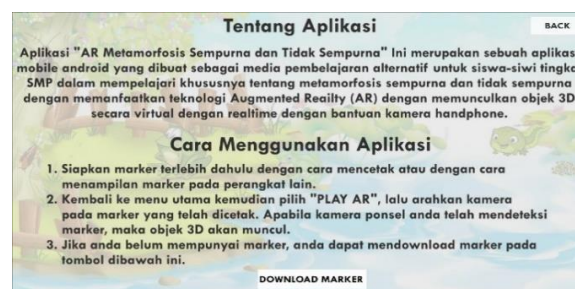 Tentang Aplikasi
BACK
Aplikasi "AR Metamorfosis Sempurna dan Tidak Sempurna" Ini merupakan sebuah aplikas
mobile android yang dibuat sebagai media pembelajaran alternatif untuk siswa-siwi tingka
SMP dalam mempelajari khususnya tentang metamorfosis sempurna dan tidak sempurna
dengan memanfaatkan teknologi Augmented Reailty (AR) dengan memunculkan objek 3D
secara virtual dengan realtime dengan bantuan kamera handphone.
Cara Menggunakan Aplikasi
1. Siapkan marker terlebih dahulu dengan cara mencetak atau dengan cara
menampilan marker pada perangkat lain.
2. Kembali ke menu utama kemudian pilih "PLAY AR", lalu arahkan kamera
pada marker yang telah dicetak. Apabila kamera ponsel anda telah mendeteksi
marker, maka objek 3D akan muncul.
3. Jika anda belum mempunyai marker, anda dapat mendownload marker pada
tombol dibawah ini.
DOWNLOAD MARKER